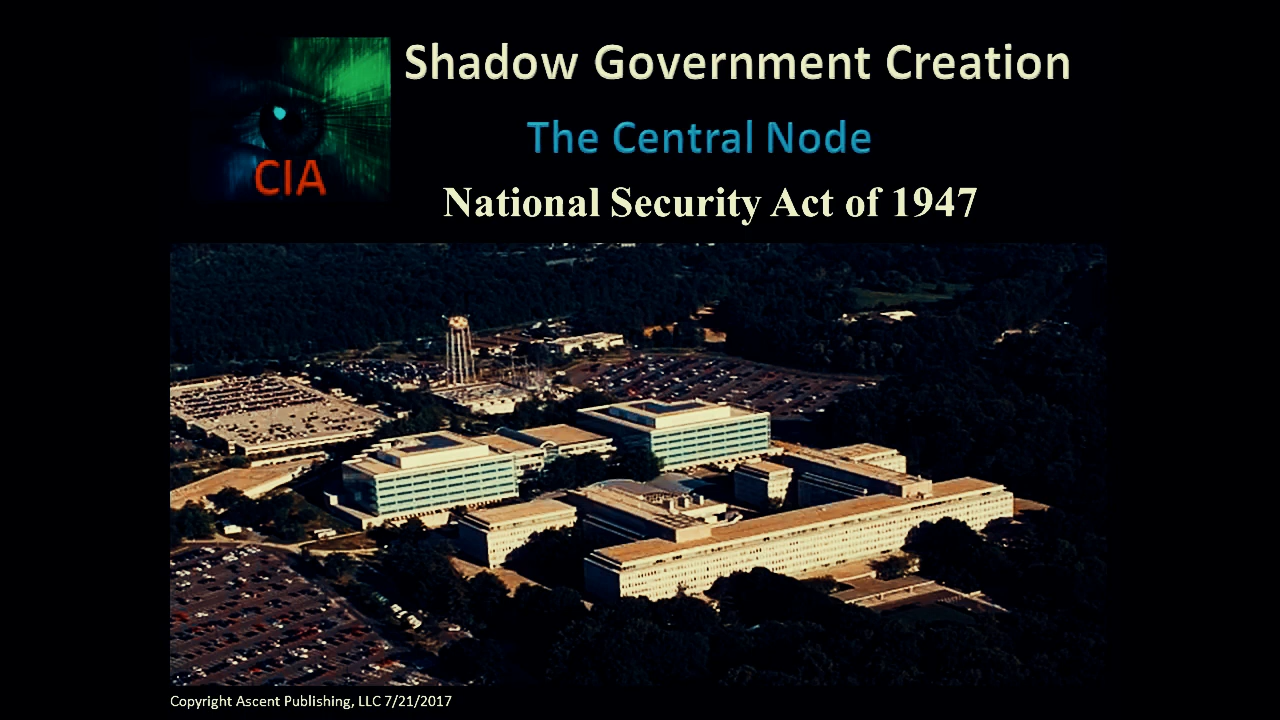 Shadow Government Creation
The Central Node
CIA
National Security Act of 1947
Copyright Ascent Publishing, LLC 7/21/2017